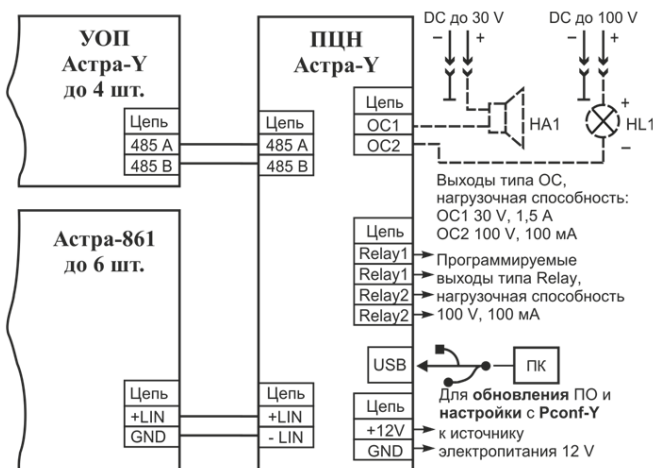 УОП
Астра-Y
до 4 шт.
Цепь
485 A
485 B
ПЦН
Астра-Y
Цепь
485 A
485 B
Цепь
OC1
OC2
DC до 30 V
– +
HA1
DC до 100 V
– +
+
HL1
–
Выходы типа ОС,
нагрузочная способность:
ОС1 30 V, 1,5 А
ОС2 100 V, 100 мА
Астра-861
до 6 шт.
Цепь
+LIN
GND
Цепь
+LIN
- LIN
Цепь
Relay1
Relay1
Relay2
Relay2
Программируемые
выходы типа Relay,
нагрузочная способность
100 V, 100 мА
USB
ПК
Для обновления ПО и
настройки с Pconf-Y
Цепь
+12V
GND
к источнику
электропитания 12 V